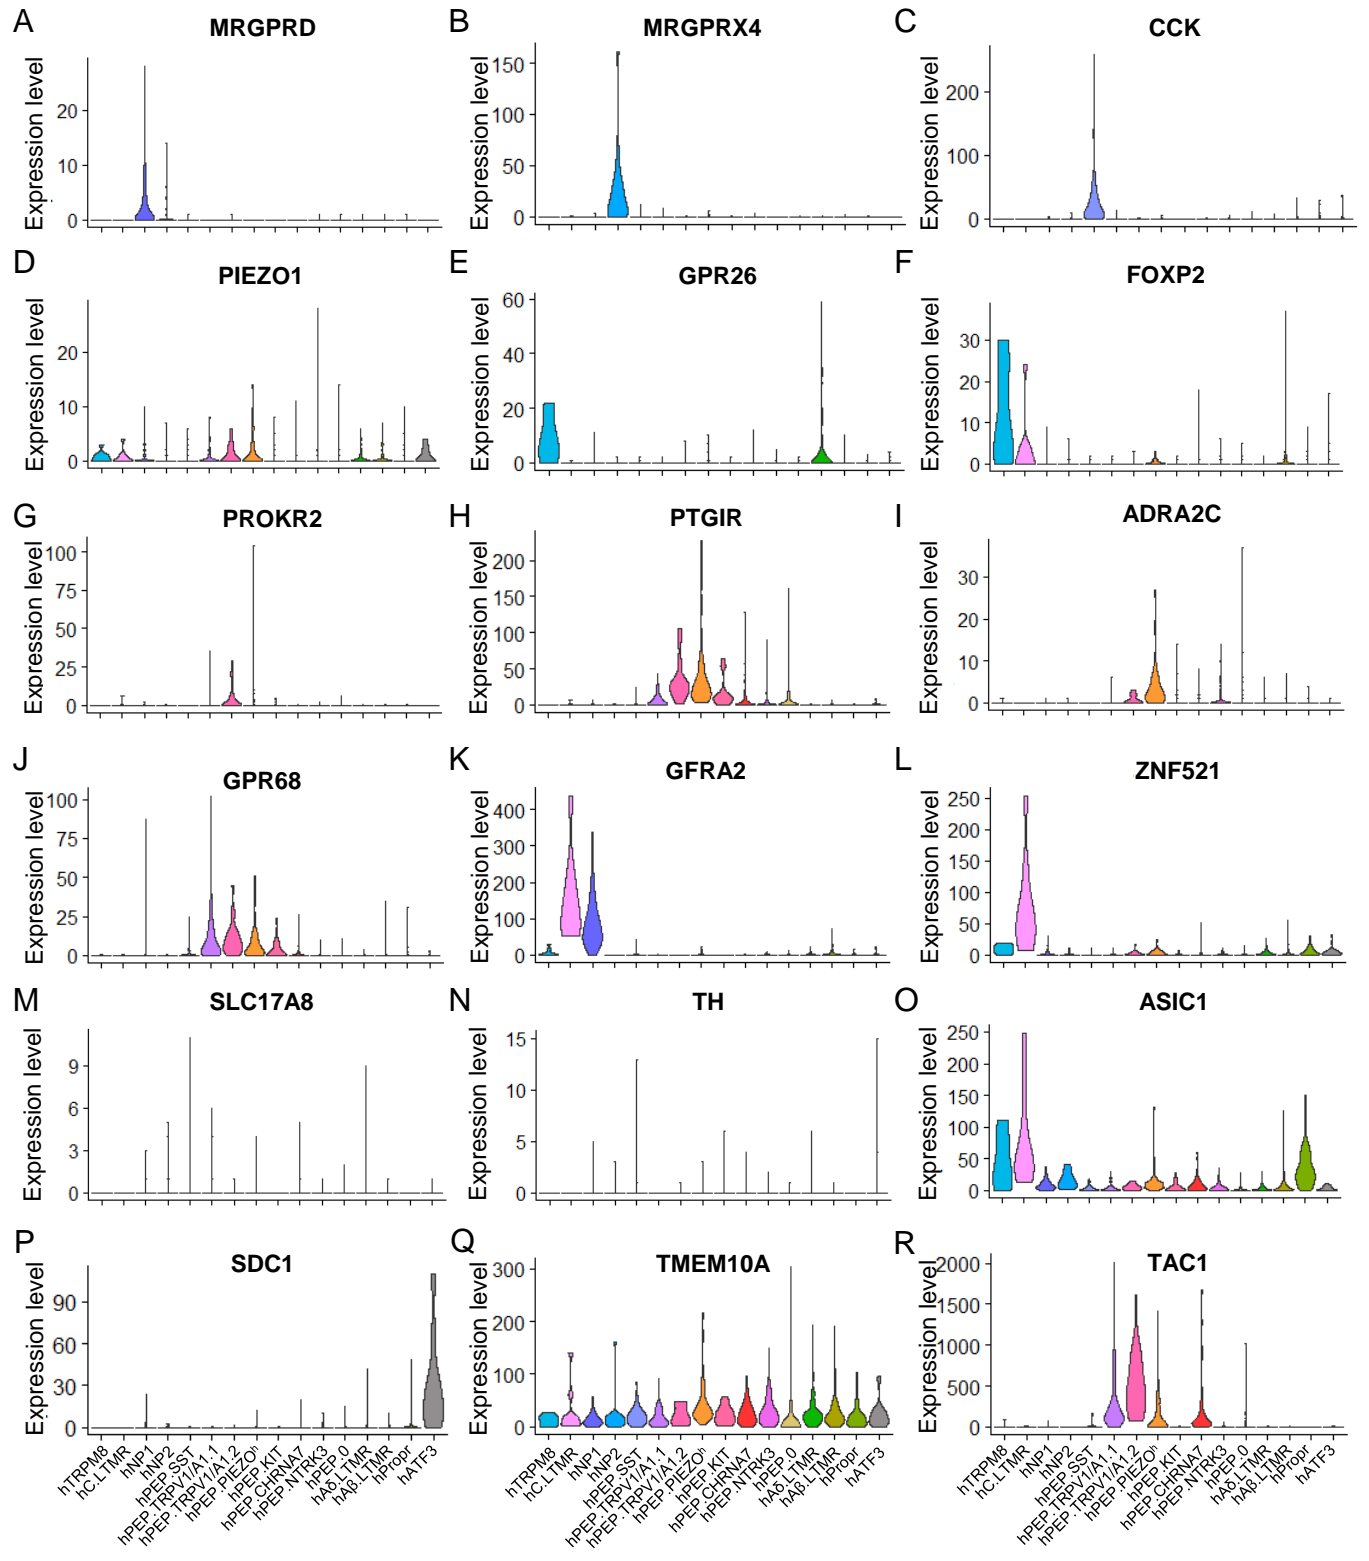 A MRGPRD B MRGPRX4 C CCK
Expression level 20 10 0
Expression level 150 100 50 0
Expression level 200 100 0
D PIEZO1 E GPR26 F FOXP2
Expression level 20 10 0
Expression level 60 40 20 0
Expression level 30 20 10 0
G PROKR2 H PTGIR I ADRA2C
Expression level 100 75 50 25 0
Expression level 200 150 100 50 0
Expression level 30 20 10 0
J GPR68 K GFRA2 L ZNF521
Expression level 100 75 50 25 0
Expression level 400 300 200 100 0
Expression level 250 200 150 100 50 0
M SLC17A8 N TH O ASIC1
Expression level 9 6 3 0
Expression level 15 10 5 0
Expression level 250 200 150 100 50 0
P SDC1 Q TMEM10A R TAC1
Expression level 90 60 30 0
Expression level 300 200 100 0
Expression level 2000 1500 1000 500 0
hTRPM8 hC.LTMR hNP1 hNP2 hPEP.SST hPEP.TRPV1/A1.1 hPEP.TRPV1/A1.2 hPEP.PIEZOʰ hPEP.KIT hPEP.CHRNA7 hPEP.NTRK3 hPEP.0 hAδ.LTMR hAβ.LTMR hPropr hATF3
hTRPM8 hC.LTMR hNP1 hNP2 hPEP.SST hPEP.TRPV1/A1.1 hPEP.TRPV1/A1.2 hPEP.PIEZOʰ hPEP.KIT hPEP.CHRNA7 hPEP.NTRK3 hPEP.0 hAδ.LTMR hAβ.LTMR hPropr hATF3
hTRPM8 hC.LTMR hNP1 hNP2 hPEP.SST hPEP.TRPV1/A1.1 hPEP.TRPV1/A1.2 hPEP.PIEZOʰ hPEP.KIT hPEP.CHRNA7 hPEP.NTRK3 hPEP.0 hAδ.LTMR hAβ.LTMR hPropr hATF3